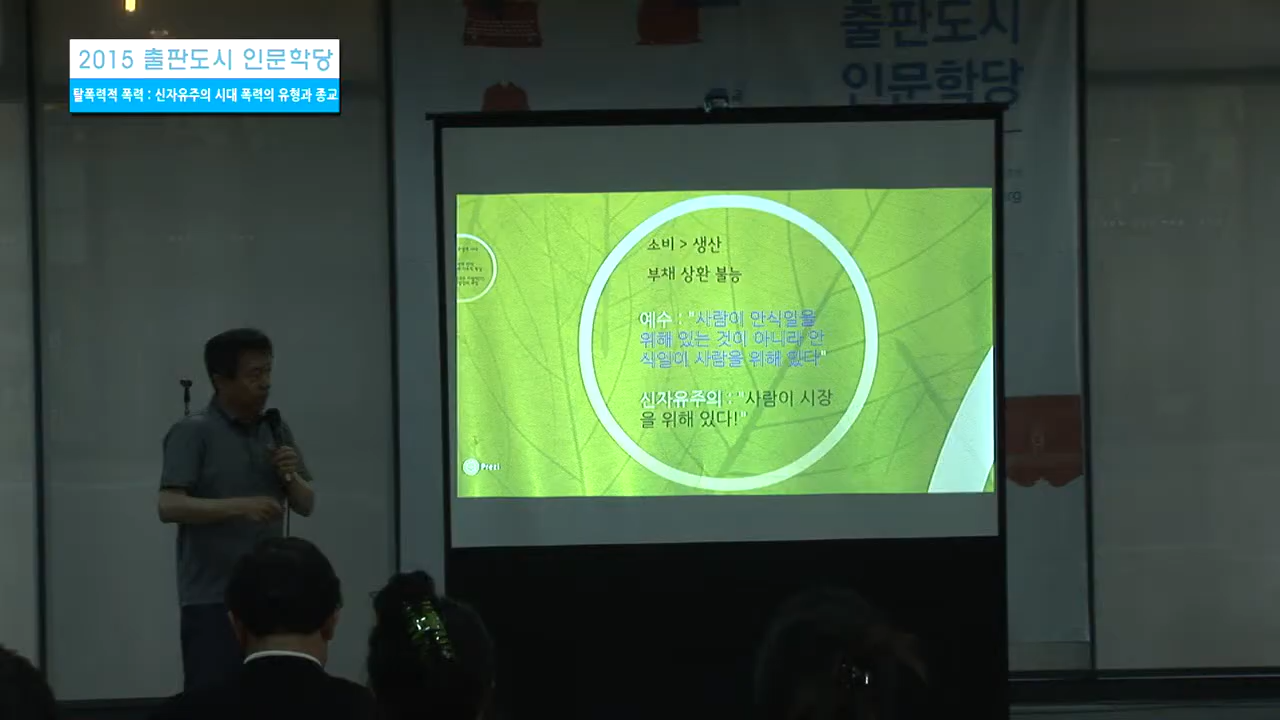 2015 출판도시 인문학당
탈폭력적 폭력 : 신자유주의 시대 폭력의 유형과 종교
출판도시
인문학당
소비 > 생산
부채 상환 불능
예수 : "사람이 안식일을
위해 있는 것이 아니라 안
식일이 사람을 위해 있다"
신자유주의 : "사람이 시장
을 위해 있다!"
Prezi